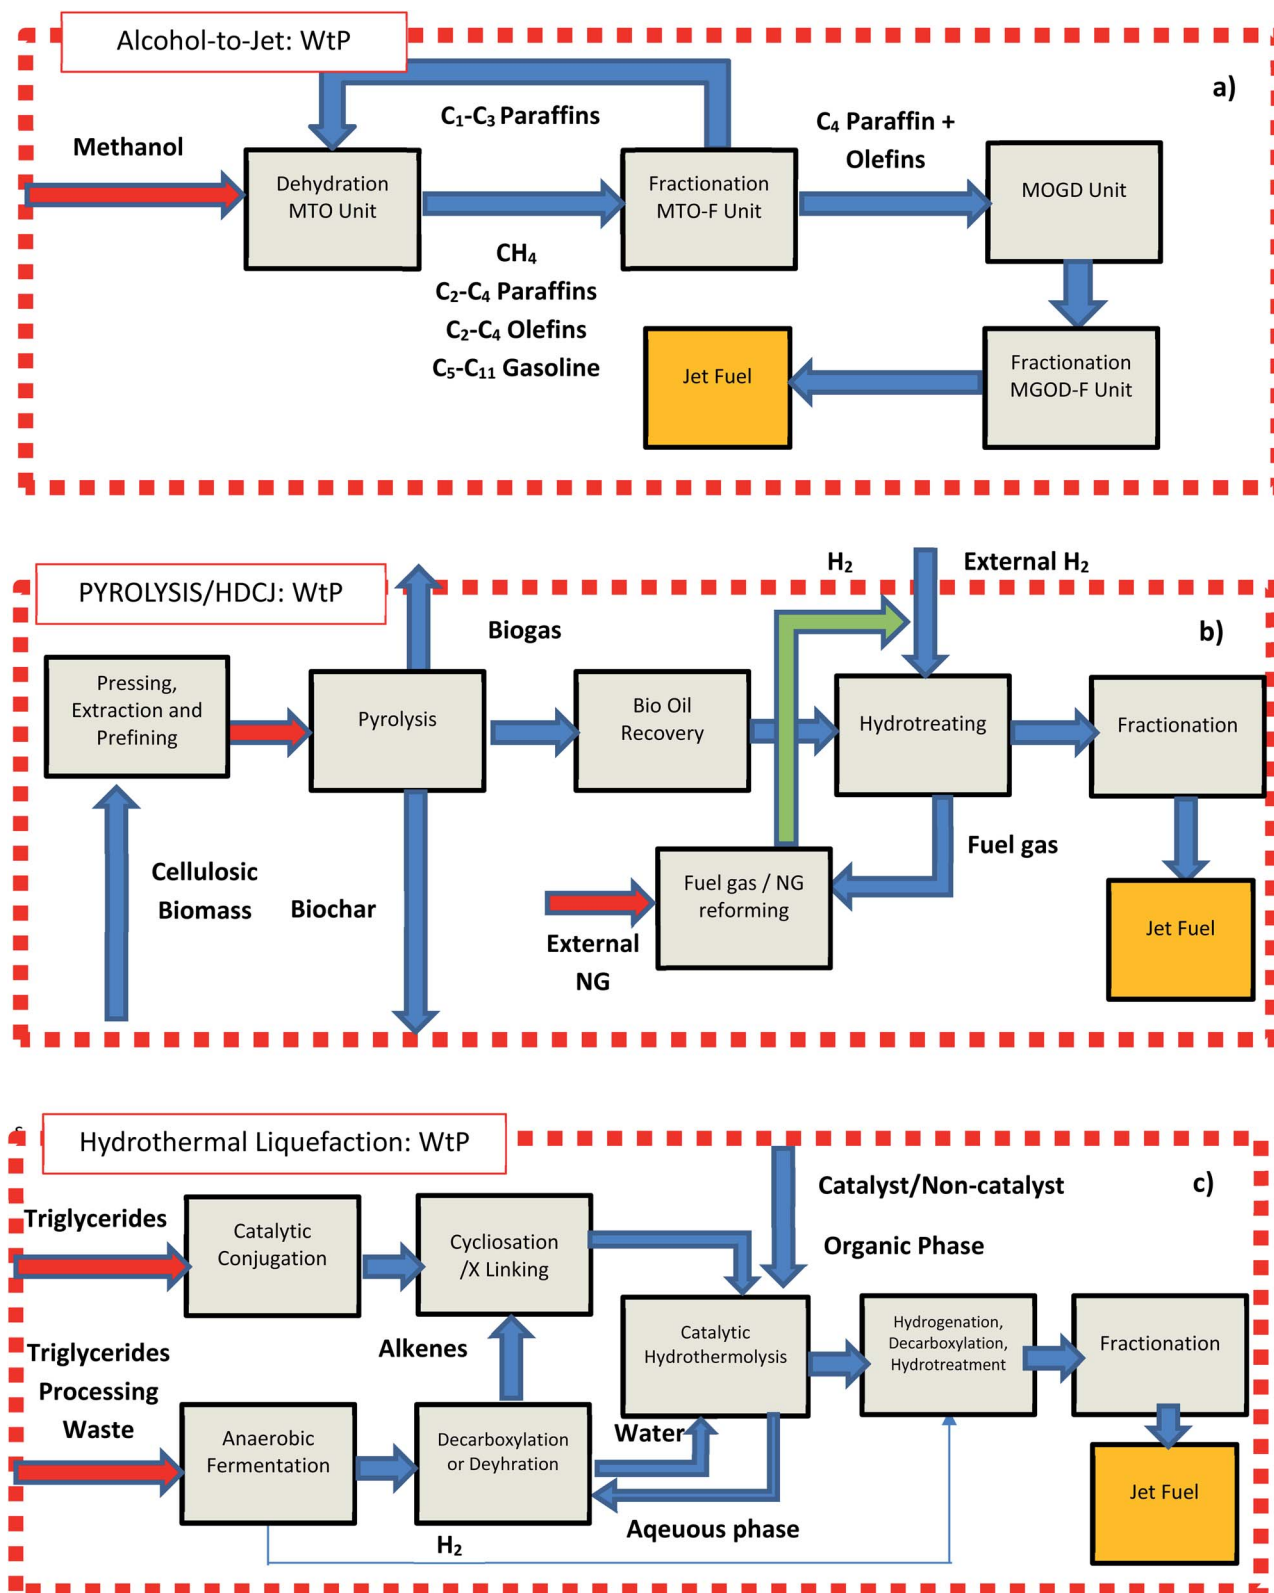 Alcohol-to-Jet: WtP
a)
Methanol
C₁-C₃ Paraffins
C₄ Paraffin +
Olefins
Dehydration
MTO Unit
Fractionation
MTO-F Unit
MOGD Unit
CH₄
C₂-C₄ Paraffins
C₂-C₄ Olefins
C₅-C₁₁ Gasoline
Jet Fuel
Fractionation
MGOD-F Unit
PYROLYSIS/HDCJ: WtP
H₂
External H₂
b)
Biogas
Pressing,
Extraction and
Prefining
Pyrolysis
Bio Oil
Recovery
Hydrotreating
Fractionation
Cellulosic
Biomass
Biochar
Fuel gas / NG
reforming
Fuel gas
External
NG
Jet Fuel
s
Hydrothermal Liquefaction: WtP
c)
Catalyst/Non-catalyst
Organic Phase
Triglycerides
Catalytic
Conjugation
Cycliosation
/X Linking
Alkenes
Catalytic
Hydrothermolysis
Hydrogenation,
Decarboxylation,
Hydrotreatment
Fractionation
Triglycerides
Processing
Waste
Anaerobic
Fermentation
Decarboxylation
or Deyhration
Water
Aqeuous phase
H₂
Jet Fuel